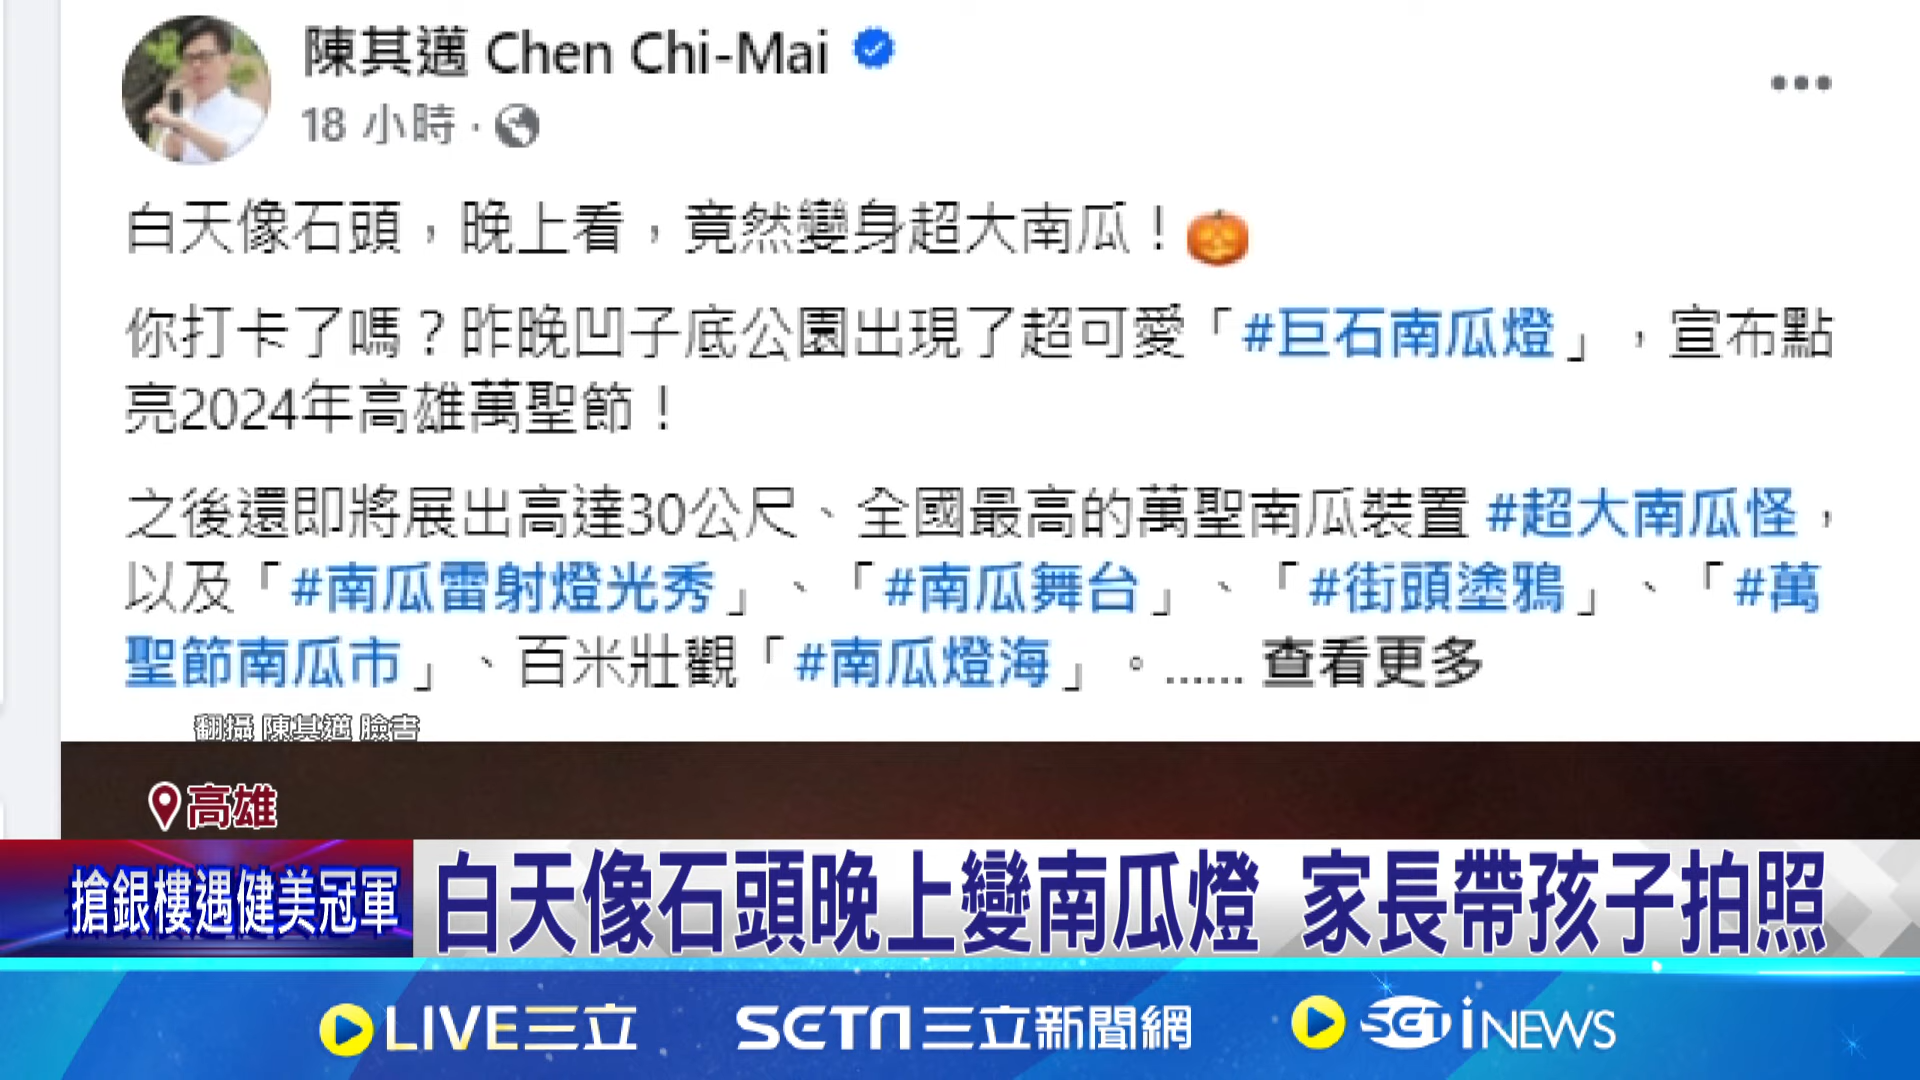 陳其邁 Chen Chi-Mai
18 小時 ·
白天像石頭，晚上看，竟然變身超大南瓜！
你打卡了嗎？昨晚凹子底公園出現了超可愛「#巨石南瓜燈」，宣布點
亮2024年高雄萬聖節！
之後還即將展出高達30公尺、全國最高的萬聖南瓜裝置 #超大南瓜怪，
以及「#南瓜雷射燈光秀」、「#南瓜舞台」、「#街頭塗鴉」、「#萬
聖節南瓜市」、百米壯觀「#南瓜燈海」。...... 查看更多
翻攝 陳其邁 臉書
高雄
搶銀樓遇健美冠軍
白天像石頭晚上變南瓜燈 家長帶孩子拍照
LIVE三立
SETN三立新聞網
SET iNEWS